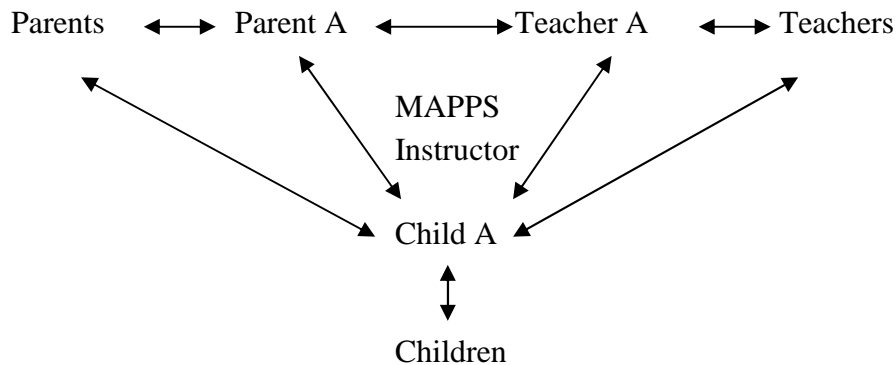 Parents Parent A Teacher A Teachers
MAPPS
Instructor
Child A
Children